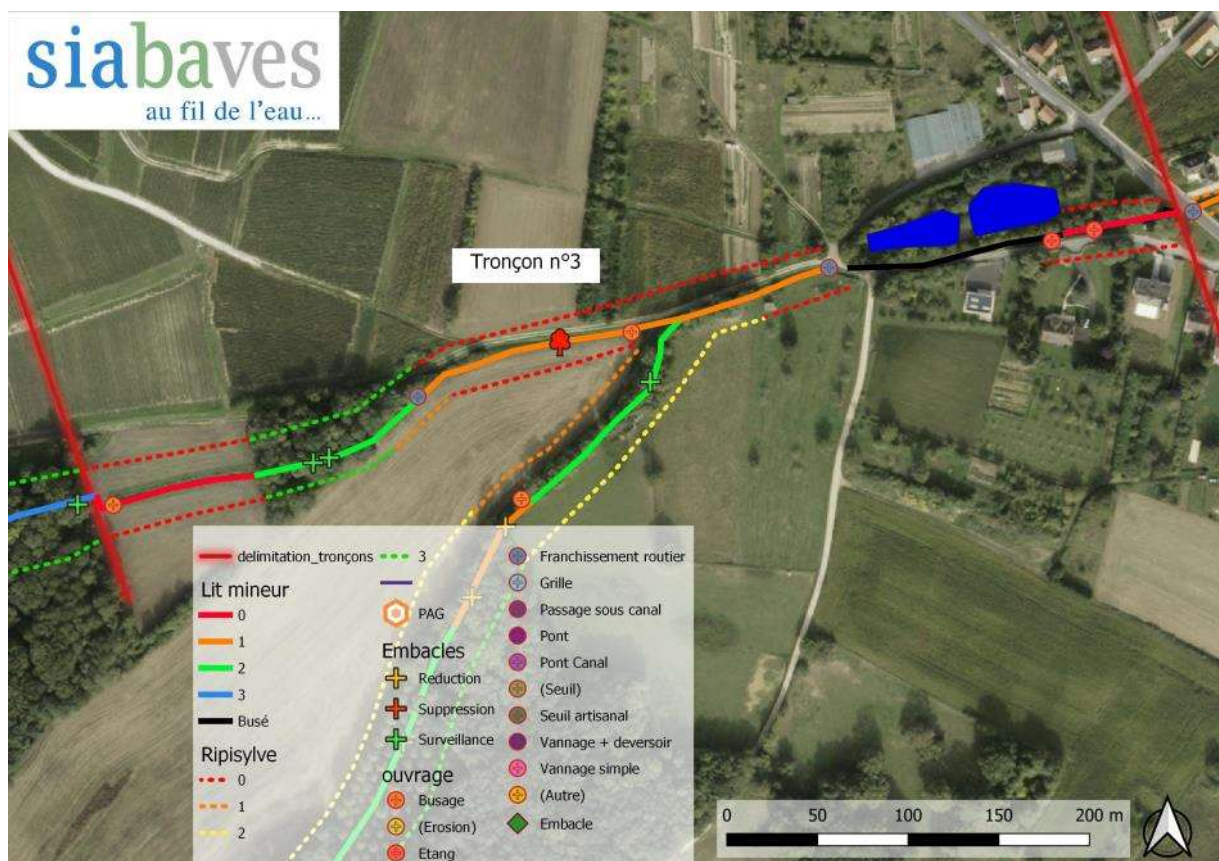 siabaves
au fil de l'eau...
Tronçon n°3
delimitation_tronçons
Lit mineur
0
1
2
3
Busé
Ripisylve
0
1
2
3
PAG
Embacles
Reduction
Suppression
Surveillance
ouvrage
Busage
(Erosion)
Etang
Franchissement routier
Grille
Passage sous canal
Pont
Pont Canal
(Seuil)
Seuil artisanal
Vannage + deversoir
Vannage simple
(Autre)
Embacle
0 50 100 150 200 m